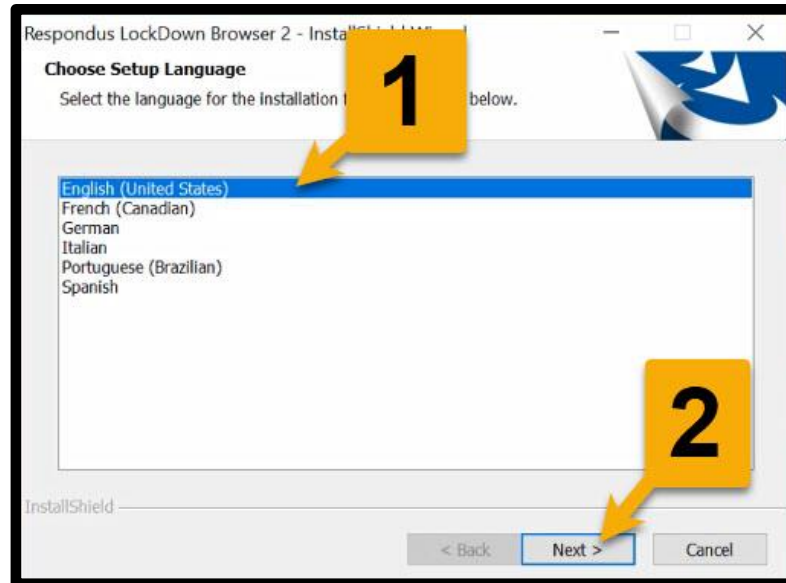 Respondus LockDown Browser 2 - Insta
Choose Setup Language
Select the language for the installation below.
1
English (United States)
French (Canadian)
German
Italian
Portuguese (Brazilian)
Spanish
2
InstallShield
< Back Next > Cancel